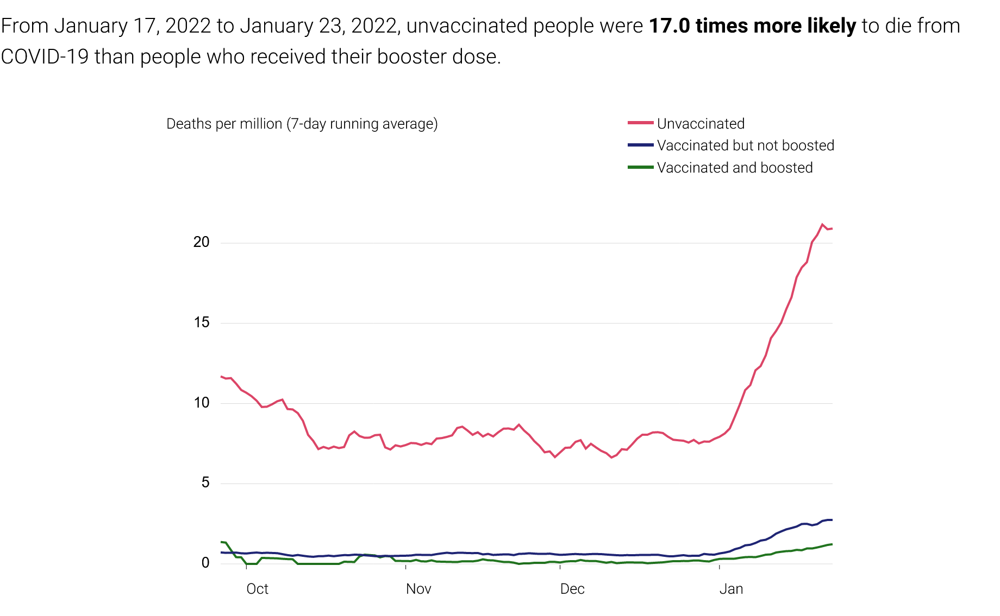 From January 17, 2022 to January 23, 2022, unvaccinated people were 17.0 times more likely to die from
COVID-19 than people who received their booster dose.
Deaths per million (7-day running average)
Unvaccinated
Vaccinated but not boosted
Vaccinated and boosted
20
15
10
5
0
Oct Nov Dec Jan